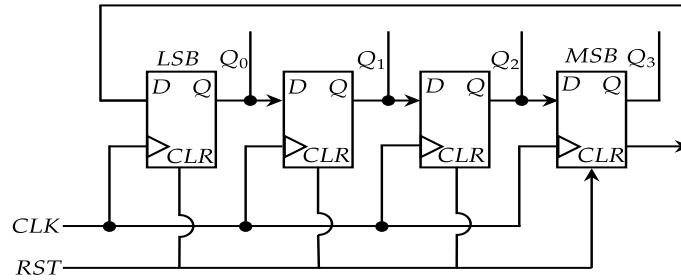 LSB Q0 Q1 Q2 MSB Q3
D Q D Q D Q D Q
CLR CLR CLR CLR
CLK
RST